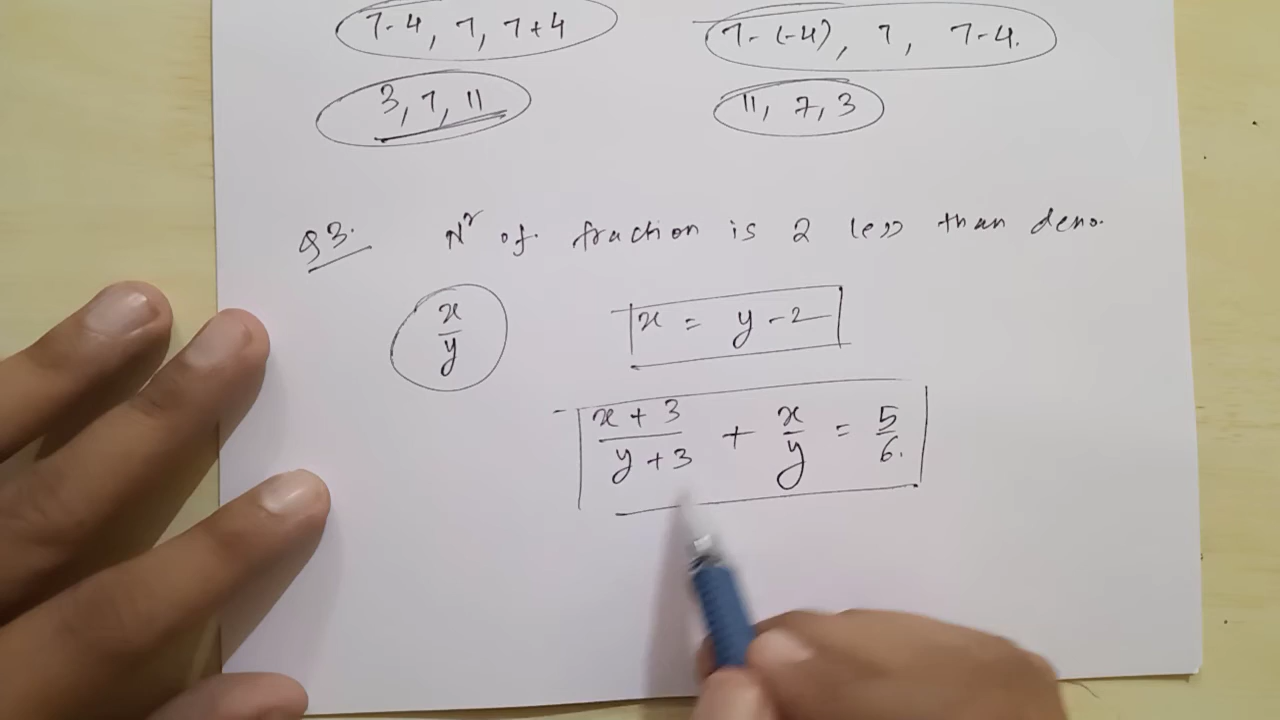 7-4, 7, 7+4
7-(-4), 7, 7-4.
3, 7, 11
11, 7, 3
Q3. Nʳ of fraction is 2 less than deno.
x/y
x = y - 2
(x + 3)/(y + 3) + x/y = 5/6.